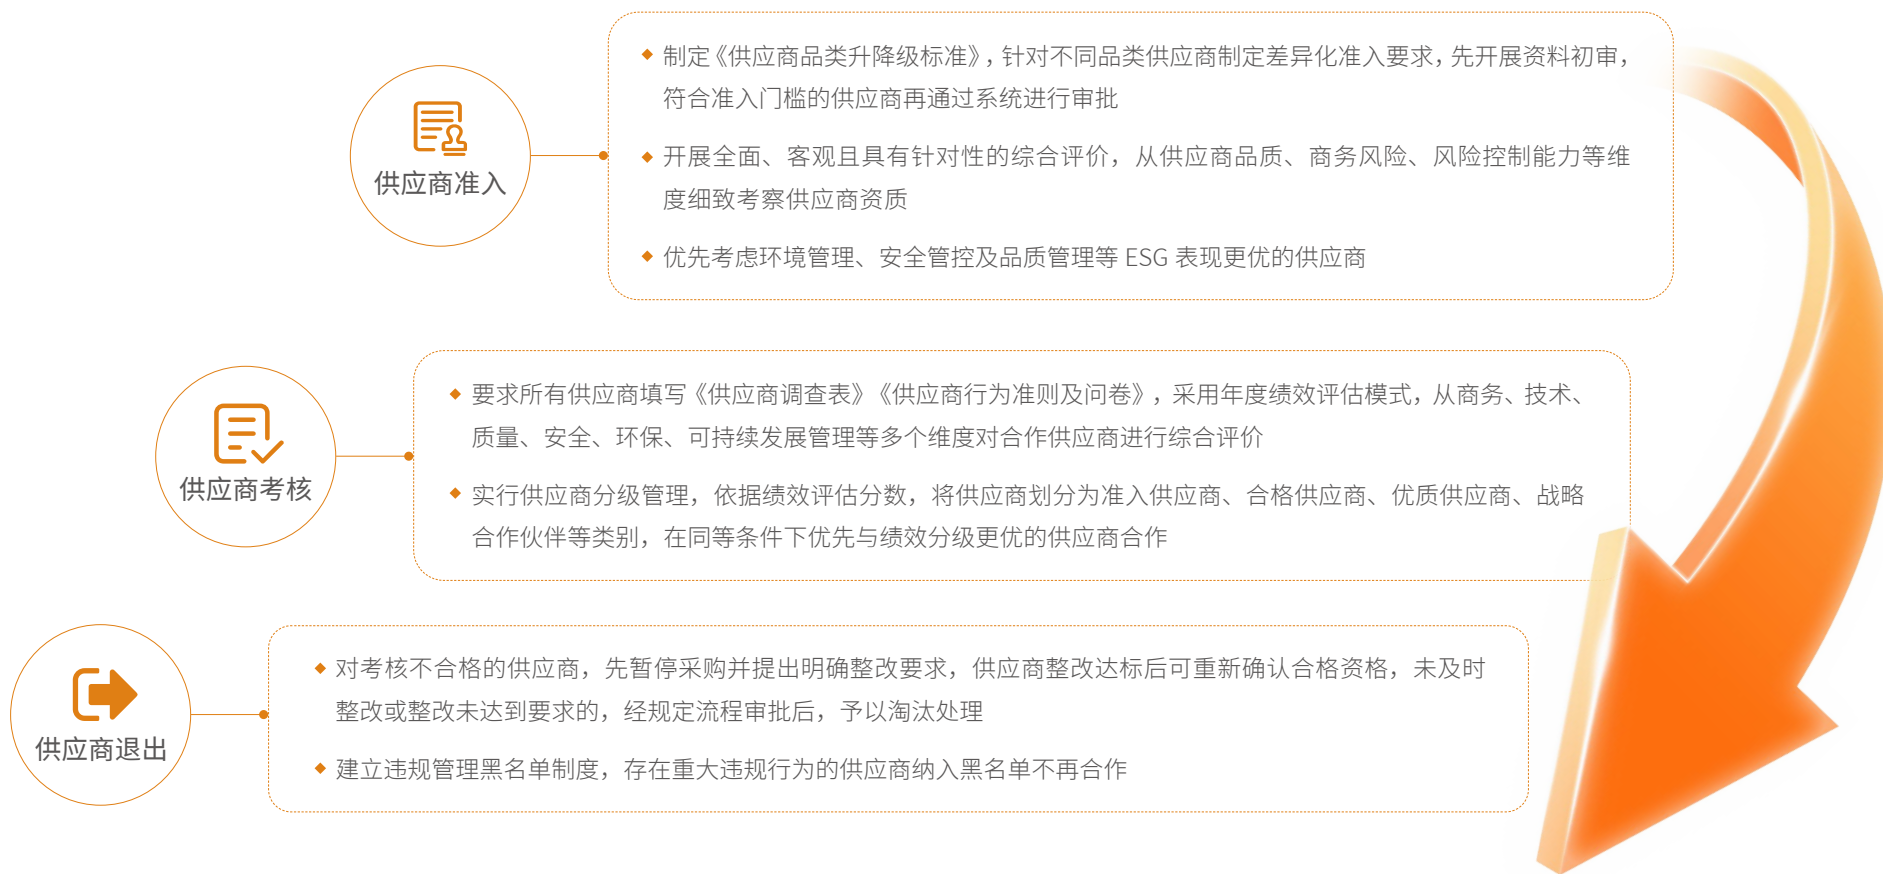 供应商准入
制定《供应商品类升降级标准》，针对不同品类供应商制定差异化准入要求，先开展资料初审，
符合准入门槛的供应商再通过系统进行审批
开展全面、客观且具有针对性的综合评价，从供应商品质、商务风险、风险控制能力等维
度细致考察供应商资质
优先考虑环境管理、安全管控及品质管理等 ESG 表现更优的供应商
供应商考核
要求所有供应商填写《供应商调查表》《供应商行为准则及问卷》，采用年度绩效评估模式，从商务、技术、
质量、安全、环保、可持续发展管理等多个维度对合作供应商进行综合评价
实行供应商分级管理，依据绩效评估分数，将供应商划分为准入供应商、合格供应商、优质供应商、战略
合作伙伴等类别，在同等条件下优先与绩效分级更优的供应商合作
供应商退出
对考核不合格的供应商，先暂停采购并提出明确整改要求，供应商整改达标后可重新确认合格资格，未及时
整改或整改未达到要求的，经规定流程审批后，予以淘汰处理
建立违规管理黑名单制度，存在重大违规行为的供应商纳入黑名单不再合作